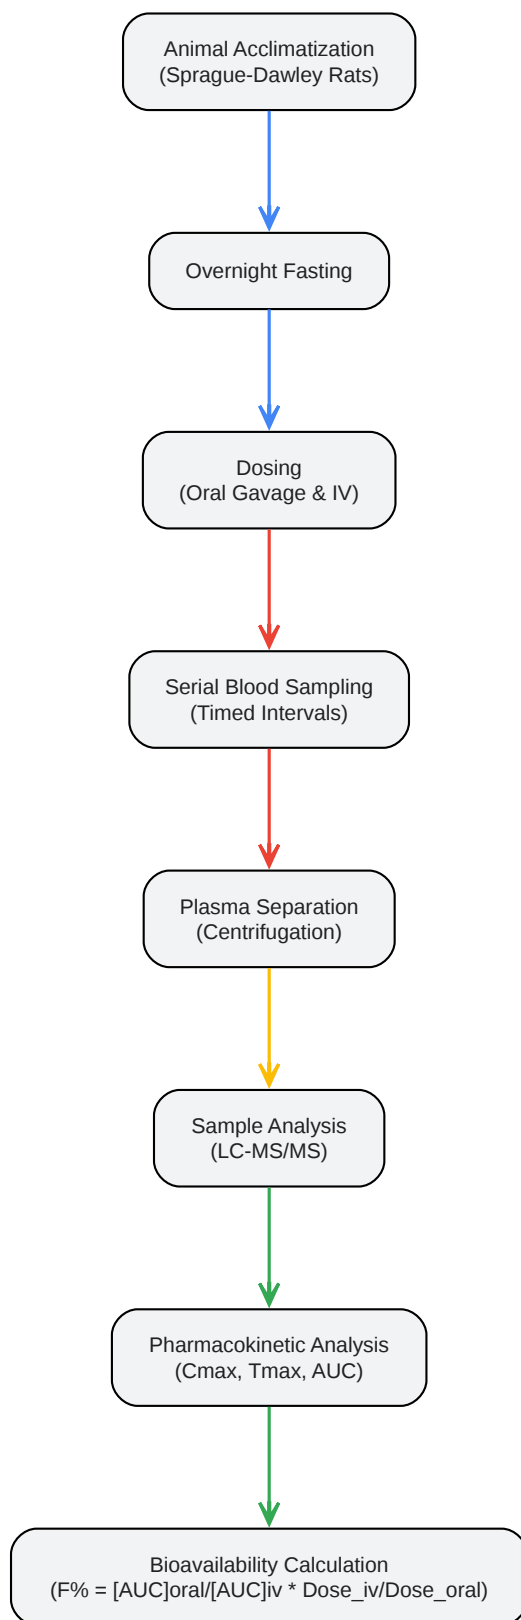 Animal Acclimatization
(Sprague-Dawley Rats)
Overnight Fasting
Dosing
(Oral Gavage & IV)
Serial Blood Sampling
(Timed Intervals)
Plasma Separation
(Centrifugation)
Sample Analysis
(LC-MS/MS)
Pharmacokinetic Analysis
(Cmax, Tmax, AUC)
Bioavailability Calculation
(F% = [AUC]oral/[AUC]iv * Dose_iv/Dose_oral)